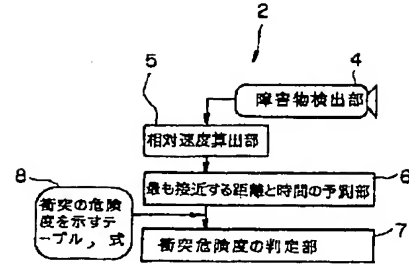 2
4
5
障害物検出部
相対速度算出部
8
最も接近する距離と時間の予測部
6
衝突の危険
度を示すテ
ーブル,式
衝突危険度の判定部
7